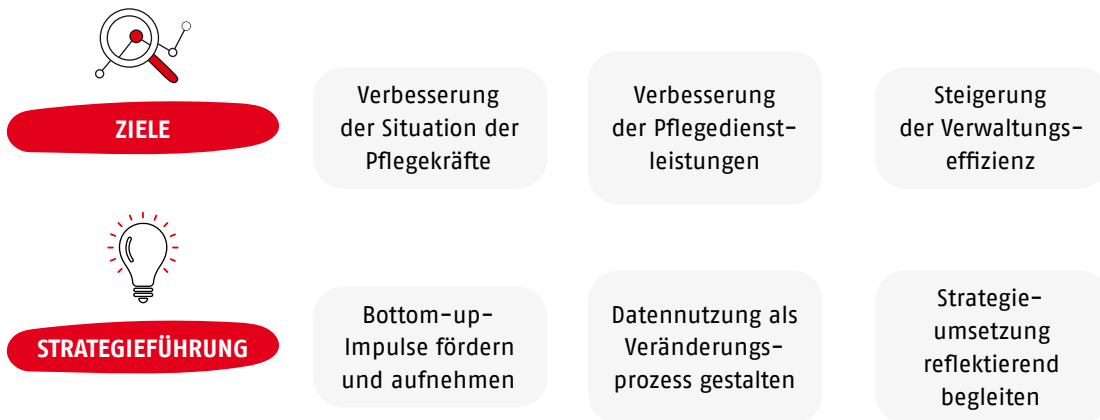 ZIELE
Verbesserung
der Situation der
Pflegekräfte
Verbesserung
der Pflegedienst-
leistungen
Steigerung
der Verwaltungs-
effizienz
STRATEGIEFÜHRUNG
Bottom-up-
Impulse fördern
und aufnehmen
Datennutzung als
Veränderungs-
prozess gestalten
Strategie-
umsetzung
reflektierend
begleiten